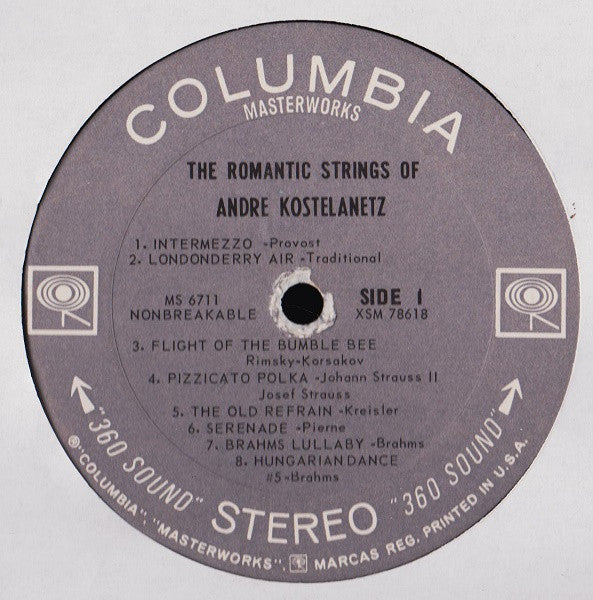 COLUMBIA
MASTERWORKS
THE ROMANTIC STRINGS OF
ANDRE KOSTELANETZ
1. INTERMEZZO -Provost
2. LONDONDERRY AIR -Traditional
MS 6711
NONBREAKABLE
SIDE 1
XSM 78618
3. FLIGHT OF THE BUMBLE BEE
Rimsky-Korsakov
4. PIZZICATO POLKA -Johann Strauss II
Josef Strauss
5. THE OLD REFRAIN -Kreisler
6. SERENADE -Pierne
7. BRAHMS LULLABY -Brahms
8. HUNGARIAN DANCE
#5 -Brahms
"360 SOUND" STEREO "360 SOUND"
® "COLUMBIA", "MASTERWORKS", MARCAS REG. PRINTED IN U.S.A.